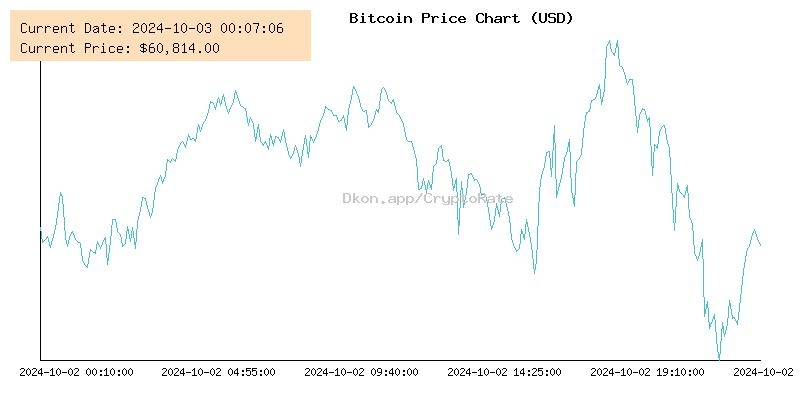 Bitcoin Price Chart (USD)
Current Date: 2024-10-03 00:07:06
Current Price: $60,814.00
Dkon.app/CryptoRate
2024-10-02 00:10:00 2024-10-02 04:55:00 2024-10-02 09:40:00 2024-10-02 14:25:00 2024-10-02 19:10:00 2024-10-02